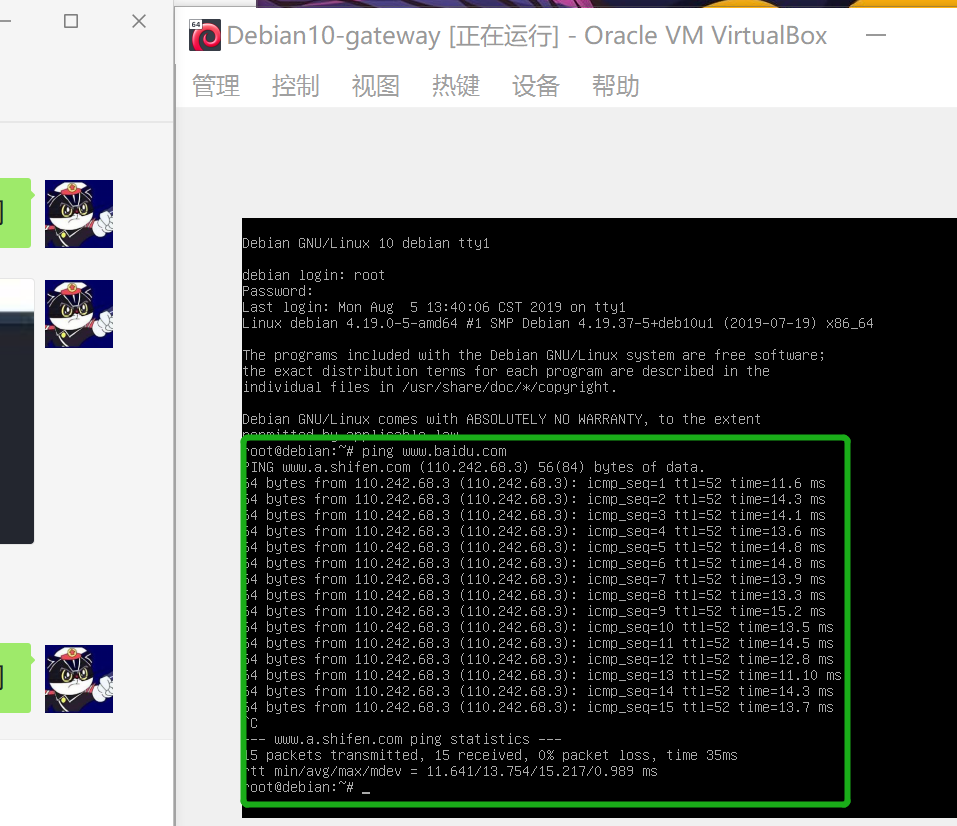 64
Debian10-gateway [正在运行] - Oracle VM VirtualBox
管理 控制 视图 热键 设备 帮助
Debian GNU/Linux 10 debian tty1
debian login: root
Password:
Last login: Mon Aug  5 13:40:06 CST 2019 on tty1
Linux debian 4.19.0-5-amd64 #1 SMP Debian 4.19.37-5+deb10u1 (2019-07-19) x86_64
The programs included with the Debian GNU/Linux system are free software;
the exact distribution terms for each program are described in the
individual files in /usr/share/doc/*/copyright.
Debian GNU/Linux comes with ABSOLUTELY NO WARRANTY, to the extent
permitted by applicable law.
root@debian:~# ping www.baidu.com
PING www.a.shifen.com (110.242.68.3) 56(84) bytes of data.
64 bytes from 110.242.68.3 (110.242.68.3): icmp_seq=1 ttl=52 time=11.6 ms
64 bytes from 110.242.68.3 (110.242.68.3): icmp_seq=2 ttl=52 time=14.3 ms
64 bytes from 110.242.68.3 (110.242.68.3): icmp_seq=3 ttl=52 time=14.1 ms
64 bytes from 110.242.68.3 (110.242.68.3): icmp_seq=4 ttl=52 time=13.6 ms
64 bytes from 110.242.68.3 (110.242.68.3): icmp_seq=5 ttl=52 time=14.8 ms
64 bytes from 110.242.68.3 (110.242.68.3): icmp_seq=6 ttl=52 time=14.8 ms
64 bytes from 110.242.68.3 (110.242.68.3): icmp_seq=7 ttl=52 time=13.9 ms
64 bytes from 110.242.68.3 (110.242.68.3): icmp_seq=8 ttl=52 time=13.3 ms
64 bytes from 110.242.68.3 (110.242.68.3): icmp_seq=9 ttl=52 time=15.2 ms
64 bytes from 110.242.68.3 (110.242.68.3): icmp_seq=10 ttl=52 time=13.5 ms
64 bytes from 110.242.68.3 (110.242.68.3): icmp_seq=11 ttl=52 time=14.5 ms
64 bytes from 110.242.68.3 (110.242.68.3): icmp_seq=12 ttl=52 time=12.8 ms
64 bytes from 110.242.68.3 (110.242.68.3): icmp_seq=13 ttl=52 time=11.10 ms
64 bytes from 110.242.68.3 (110.242.68.3): icmp_seq=14 ttl=52 time=14.3 ms
64 bytes from 110.242.68.3 (110.242.68.3): icmp_seq=15 ttl=52 time=13.7 ms
^C
--- www.a.shifen.com ping statistics ---
15 packets transmitted, 15 received, 0% packet loss, time 35ms
rtt min/avg/max/mdev = 11.641/13.754/15.217/0.989 ms
root@debian:~# _